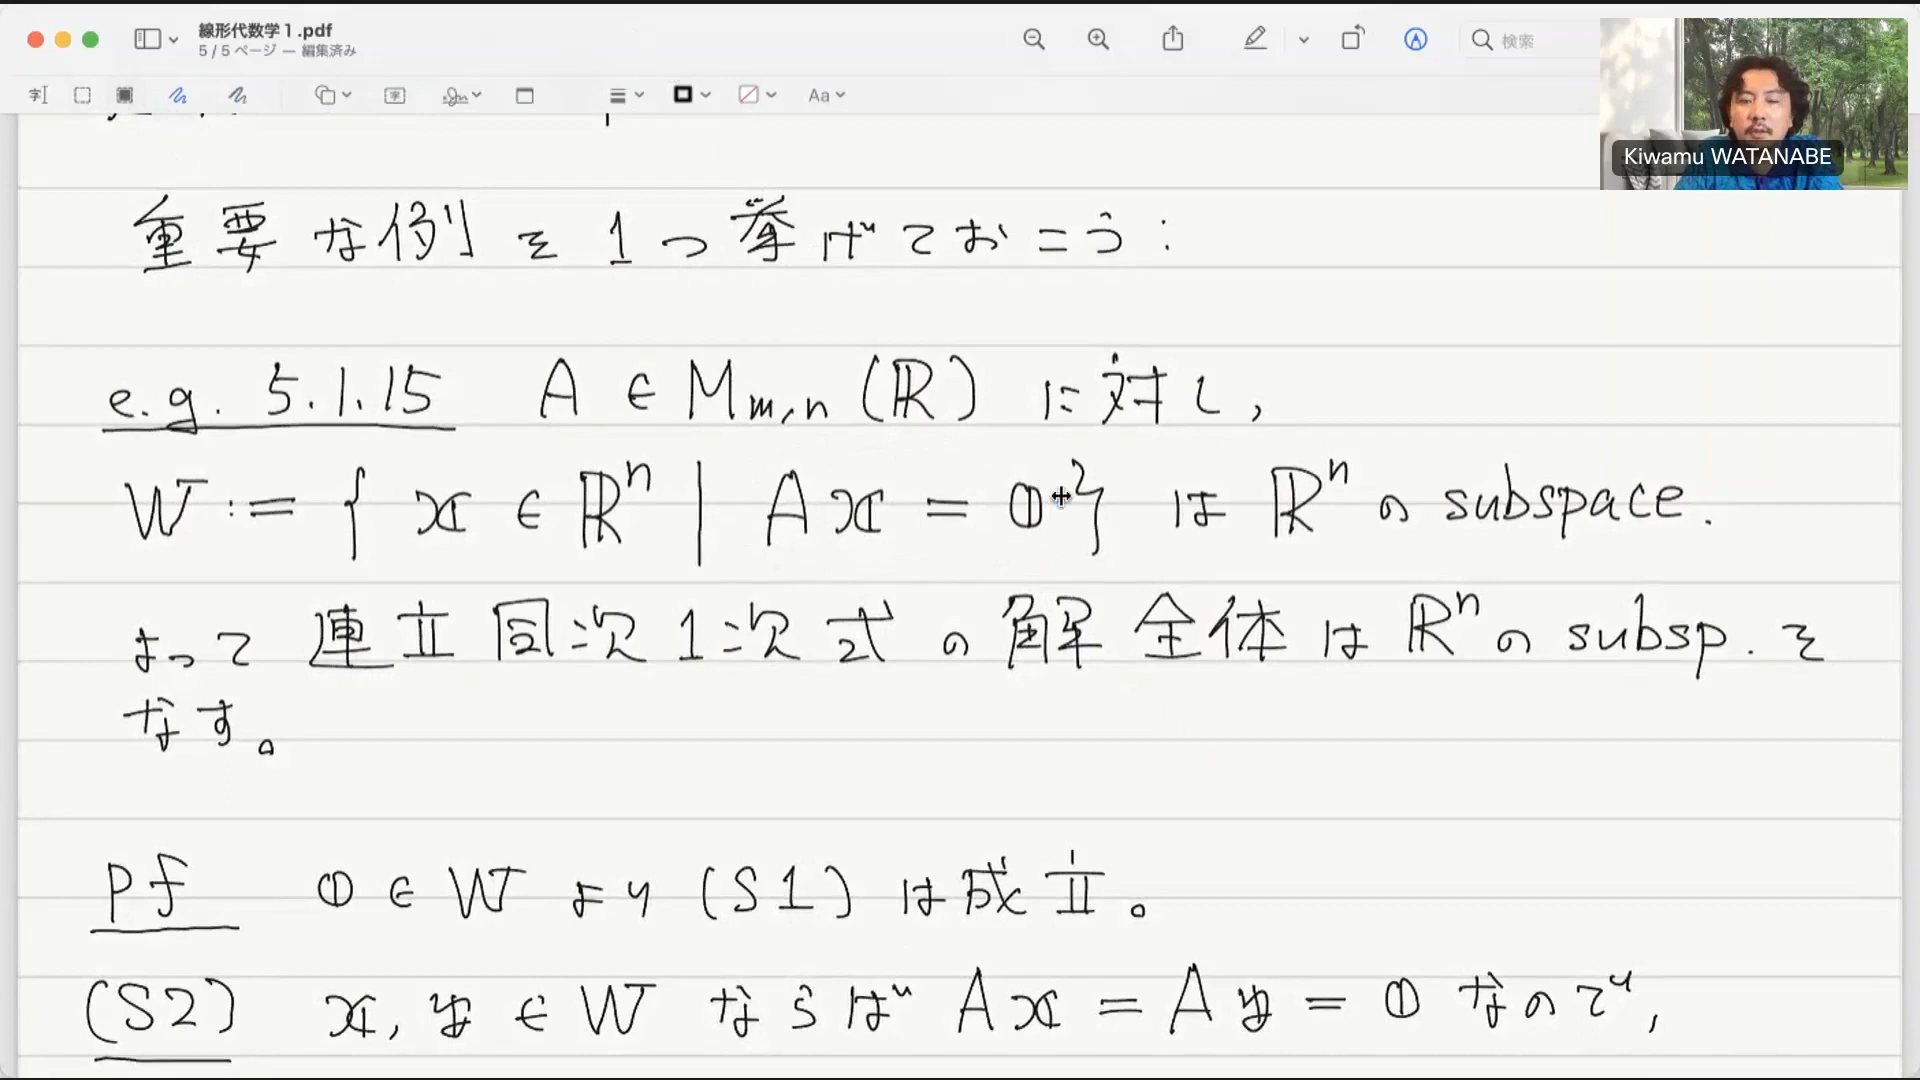 線形代数学1.pdf
5 / 5 ページ — 編集済み
検索
Kiwamu WATANABE
Aa
重要な例を1つ挙げておこう:
e.g. 5.1.15 A ∈ Mm,n (ℝ) に対し,
W := { x ∈ ℝⁿ | Ax = 0 } は ℝⁿ の subspace.
よって 連立同次1次式の解全体は ℝⁿ の subsp. を
なす。
pf 0 ∈ W より (S1) は成立。
(S2) x, y ∈ W ならば Ax = Ay = 0 なので,